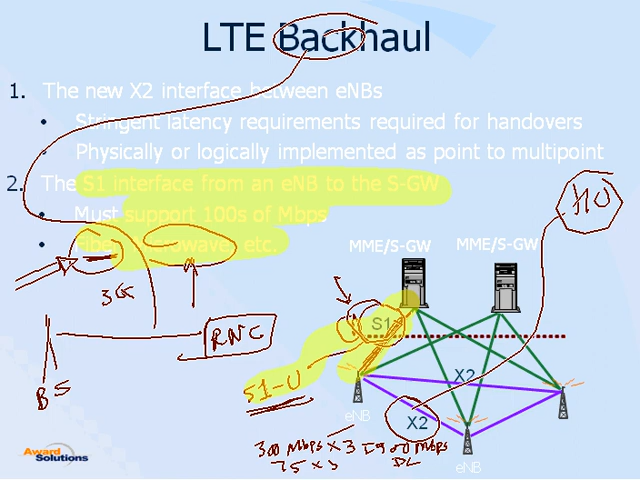 LTE Backhaul
1. The new X2 interface between eNBs
• Stringent latency requirements required for handovers
• Physically or logically implemented as point to multipoint
2. The S1 interface from an eNB to the S-GW
• Must support 100s of Mbps
• Fiber, microwave, etc.
HO
MME/S-GW MME/S-GW
3G
S1
RNC
BS
S1-U
X2
eNB
X2
300 Mbps x 3 900 Mbps
75 x 3 DL
eNB
Award
Solutions